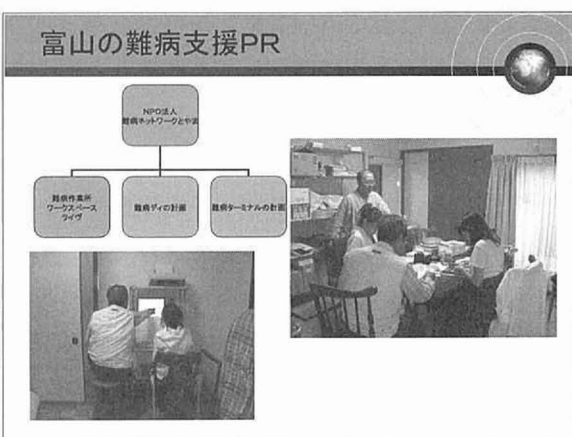 富山の難病支援PR
NPO法人
難病ネットワークとやま
難病作業所
ワークスペース
ライヴ
難病デイの計画
難病ターミナルの計画